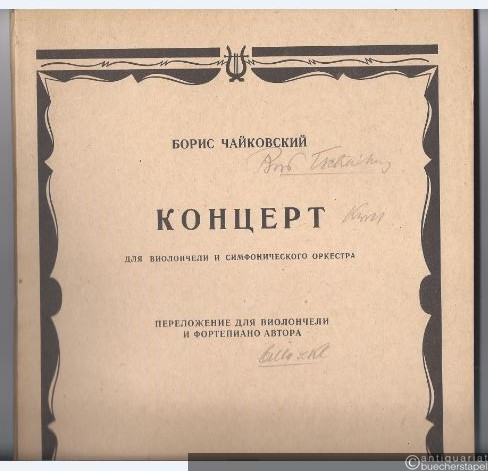 БОРИС ЧАЙКОВСКИЙ
КОНЦЕРТ
ДЛЯ ВИОЛОНЧЕЛИ И СИМФОНИЧЕСКОГО ОРКЕСТРА
ПЕРЕЛОЖЕНИЕ ДЛЯ ВИОЛОНЧЕЛИ
И ФОРТЕПИАНО АВТОРА
antiquariat
buecherstapel